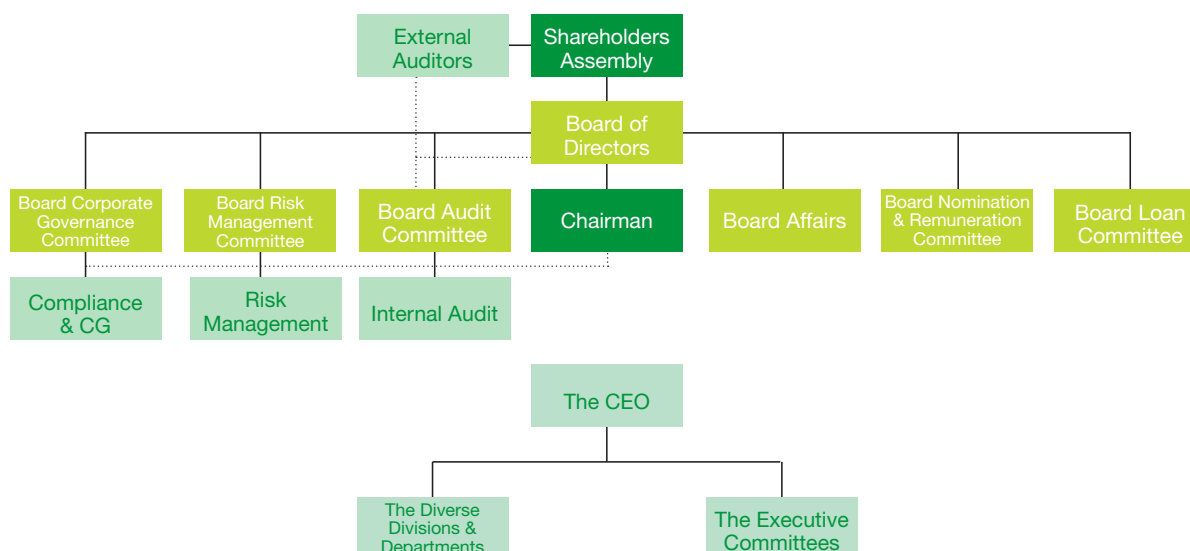 External
Auditors
Shareholders
Assembly
Board of
Directors
Board Corporate
Governance
Committee
Board Risk
Management
Committee
Board Audit
Committee
Chairman
Board Affairs
Board Nomination
& Remuneration
Committee
Board Loan
Committee
Compliance
& CG
Risk
Management
Internal Audit
The CEO
The Diverse
Divisions &
Departments
The Executive
Committees